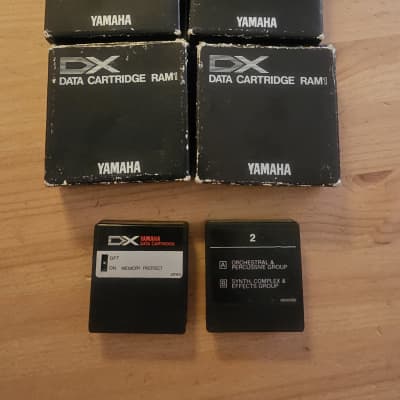 YAMAHA
YAMAHA
DX
DATA CARTRIDGE RAM1
YAMAHA
DX
DATA CARTRIDGE RAM1
YAMAHA
DX YAMAHA
DATA CARTRIDGE
OFF
ON MEMORY PROTECT
2
A ORCHESTRAL &
PERCUSSIVE GROUP
B SYNTH, COMPLEX &
EFFECTS GROUP